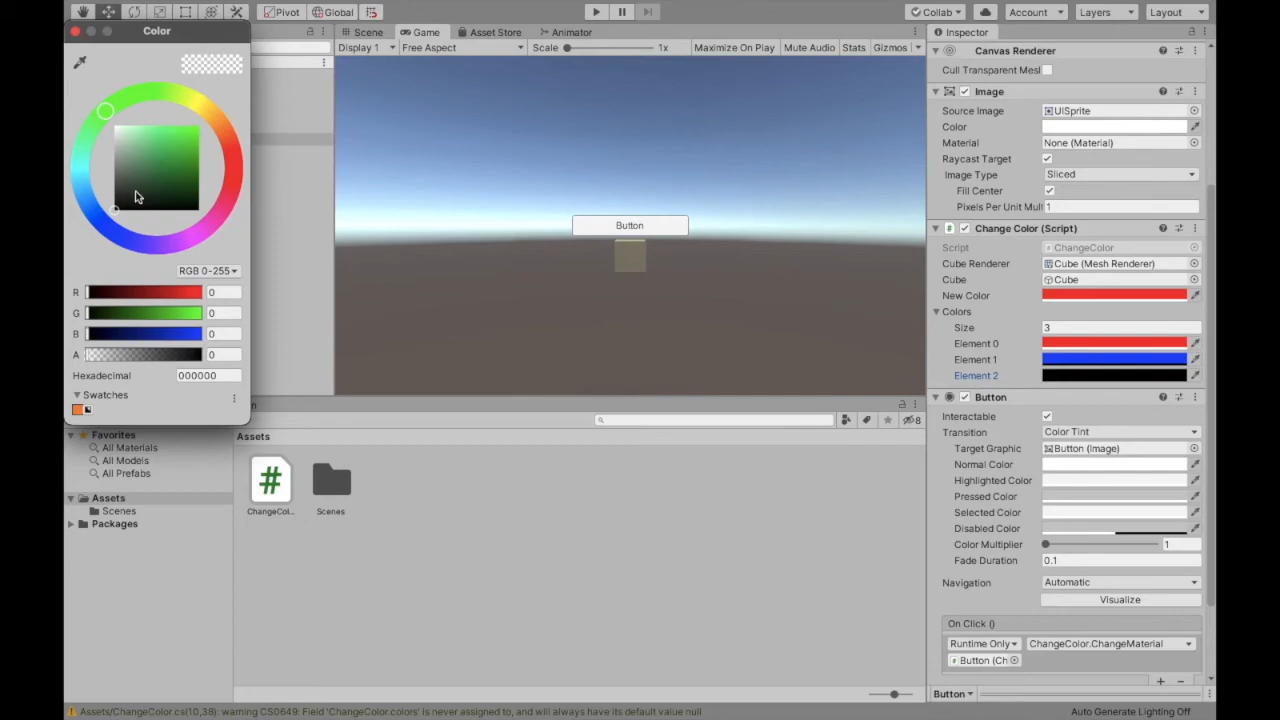 Pivot Global Collab Account Layers Layout
Color
Scene Game Asset Store Animator Inspector
Display 1 Free Aspect Scale 1x Maximize On Play Mute Audio Stats Gizmos
Canvas Renderer
Cull Transparent Mesl
Image
Source Image UISprite
Color
Material None (Material)
Raycast Target
Image Type Sliced
Fill Center
Pixels Per Unit Mult 1
Button
Change Color (Script)
Script ChangeColor
Cube Renderer Cube (Mesh Renderer)
Cube Cube
New Color
Colors
Size 3
Element 0
Element 1
Element 2
RGB 0-255
R 0
G 0
B 0
A 0
Hexadecimal 000000
Swatches
Button
Interactable
Transition Color Tint
Target Graphic Button (Image)
Normal Color
Highlighted Color
Pressed Color
Selected Color
Disabled Color
Color Multiplier 1
Fade Duration 0.1
Navigation Automatic
Visualize
On Click ()
Runtime Only ChangeColor.ChangeMaterial
Button (Ch
Button
8
Favorites
All Materials
All Models
All Prefabs
Assets
Scenes
Packages
Assets
ChangeCol...
Scenes
Assets/ChangeColor.cs(10,38): warning CS0649: Field 'ChangeColor.colors' is never assigned to, and will always have its default value null
Auto Generate Lighting Off